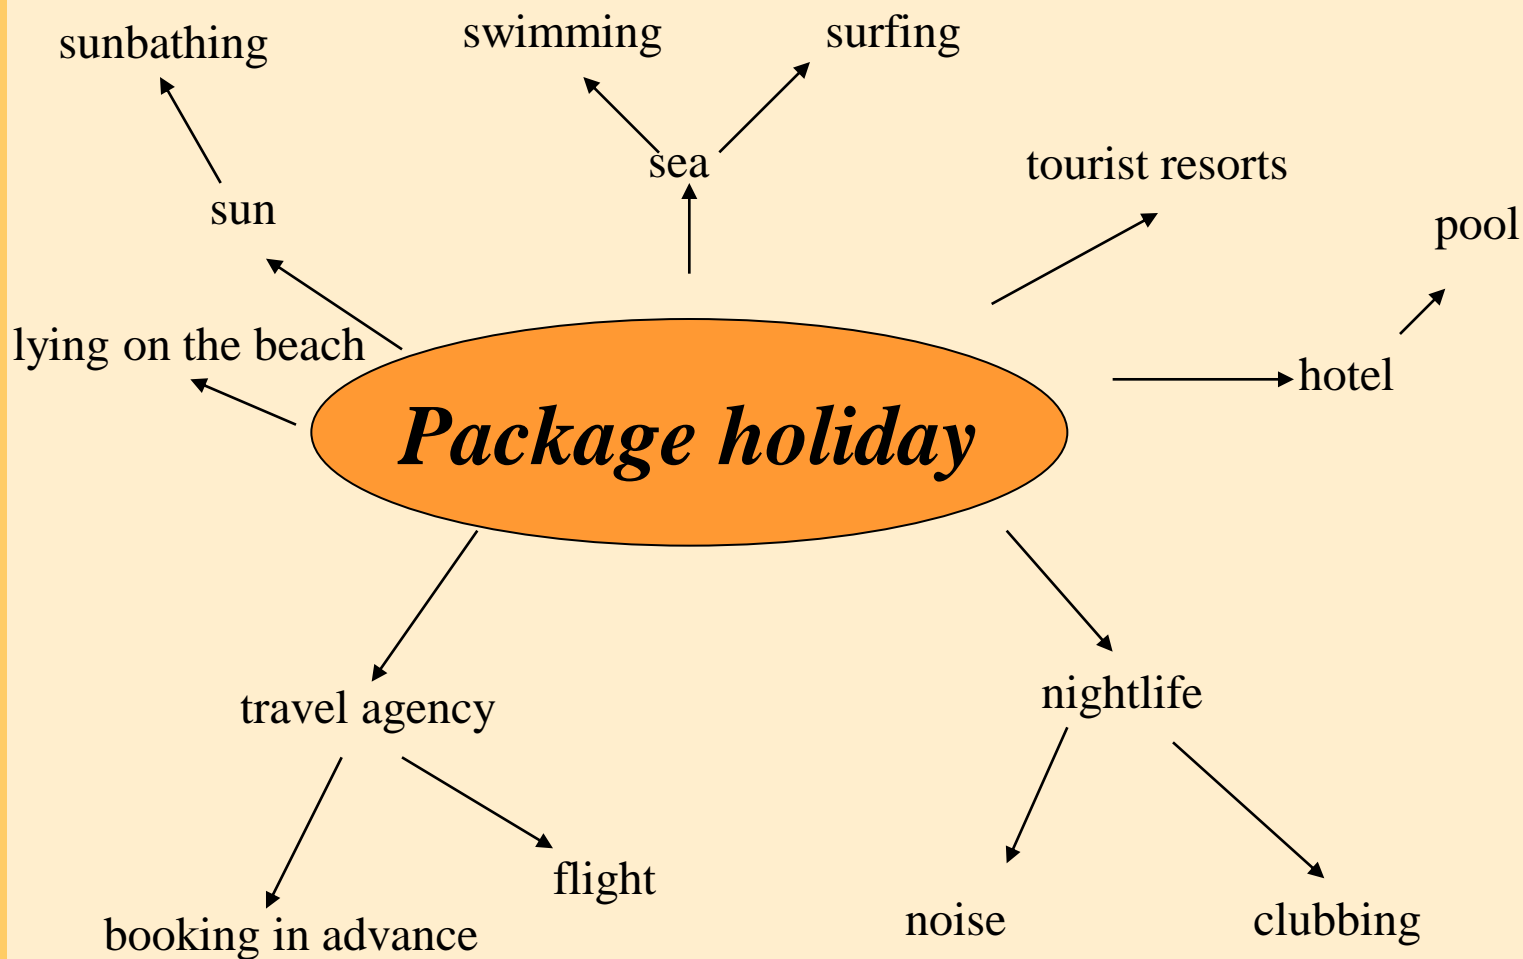 sunbathing
swimming
surfing
sea
tourist resorts
sun
pool
lying on the beach
hotel
Package holiday
travel agency
nightlife
flight
noise
clubbing
booking in advance